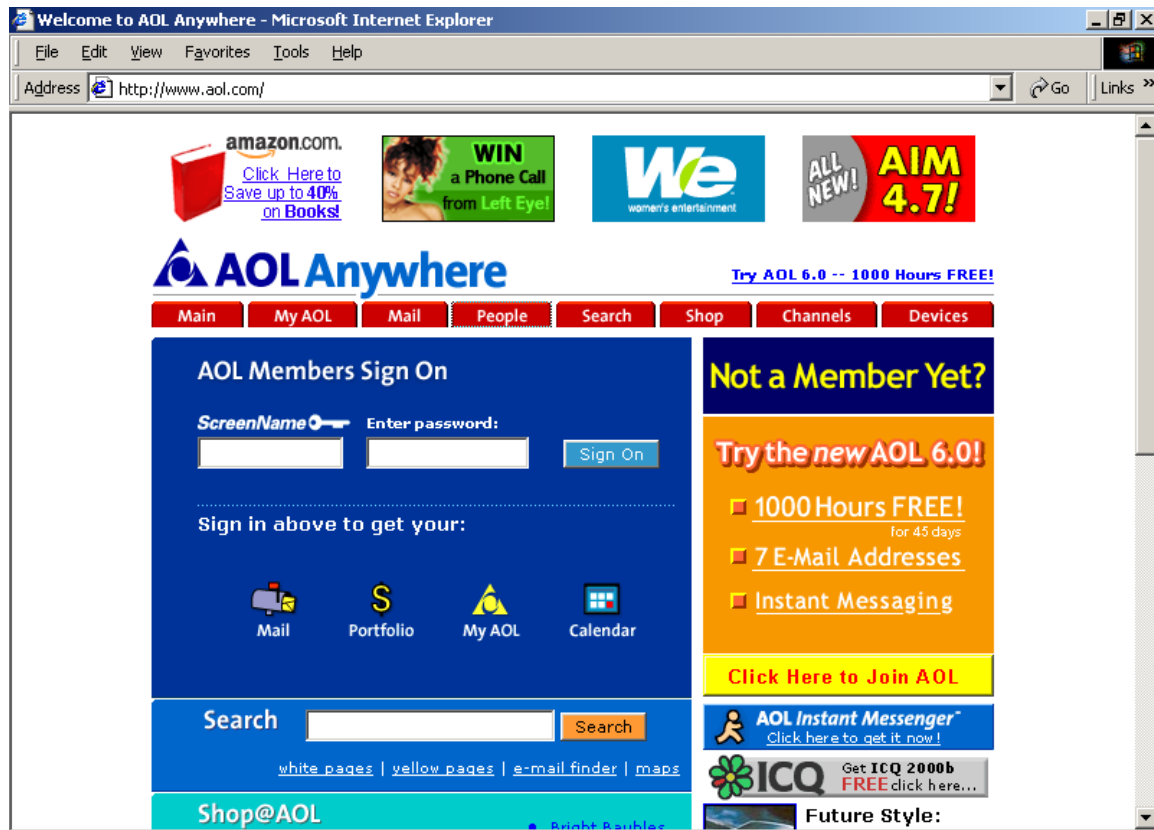 Welcome to AOL Anywhere - Microsoft Internet Explorer
File Edit View Favorites Tools Help
Address http://www.aol.com/ Go Links »
amazon.com.
Click Here to
Save up to 40%
on Books!
WIN
a Phone Call
from Left Eye!
We
women's entertainment
ALL NEW!
AIM
4.7!
AOL Anywhere
Try AOL 6.0 -- 1000 Hours FREE!
Main My AOL Mail People Search Shop Channels Devices
AOL Members Sign On
ScreenName Enter password:
Sign On
Sign in above to get your:
Mail Portfolio My AOL Calendar
Search Search
white pages | yellow pages | e-mail finder | maps
Shop@AOL
Bright Baubles
Not a Member Yet?
Try the new AOL 6.0!
1000 Hours FREE!
for 45 days
7 E-Mail Addresses
Instant Messaging
Click Here to Join AOL
AOL Instant Messenger℠
Click here to get it now!
ICQ Get ICQ 2000b
FREE click here...
Future Style: